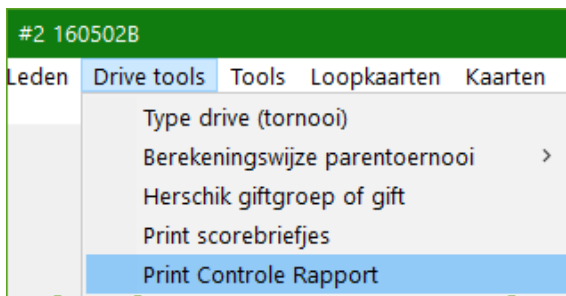 #2 160502B
Leden Drive tools Tools Loopkaarten Kaarten
Type drive (tornooi)
Berekeningswijze parentoernooi >
Herschik giftgroep of gift
Print scorebriefjes
Print Controle Rapport